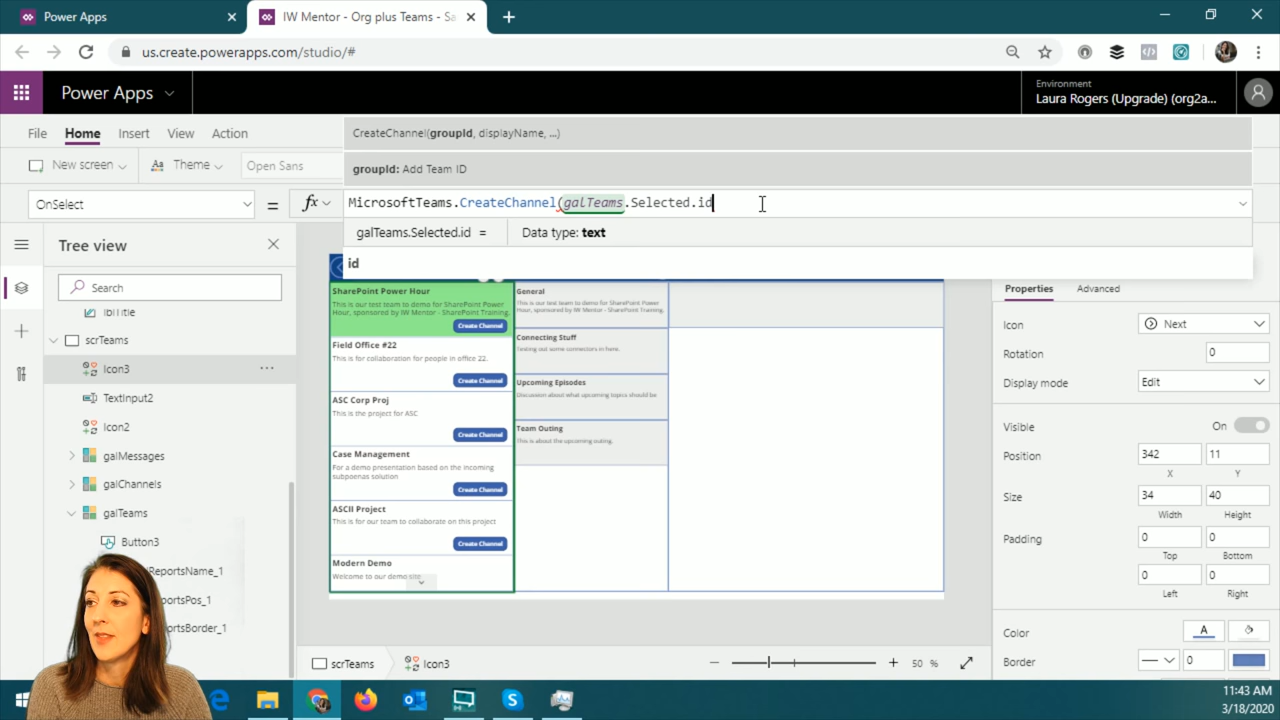 Power Apps
IW Mentor - Org plus Teams - Sa
us.create.powerapps.com/studio/#
Power Apps
Environment
Laura Rogers (Upgrade) (org2a...
File Home Insert View Action
CreateChannel(groupId, displayName, ...)
New screen Theme Open Sans
groupId: Add Team ID
OnSelect = fx MicrosoftTeams.CreateChannel(galTeams.Selected.id
galTeams.Selected.id = Data type: text
id
Tree view
Search
lblTitle
scrTeams
Icon3 ...
TextInput2
Icon2
galMessages
galChannels
galTeams
Button3
ReportsName_1
portsPos_1
ortsBorder_1
SharePoint Power Hour
This is our test team to demo for SharePoint Power
Hour, sponsored by IW Mentor - SharePoint Training.
Create Channel
Field Office #22
This is for collaboration for people in office 22.
Create Channel
ASC Corp Proj
This is the project for ASC
Create Channel
Case Management
For a demo presentation based on the incoming
subpoenas solution
Create Channel
ASCII Project
This is for our team to collaborate on this project
Create Channel
Modern Demo
Welcome to our demo site
General
This is our test team to demo for SharePoint Power
Hour, sponsored by IW Mentor - SharePoint Training.
Connecting Stuff
Testing out some connectors in here.
Upcoming Episodes
Discussion about what upcoming topics should be
Team Outing
This is about the upcoming outing.
Properties Advanced
Icon Next
Rotation 0
Display mode Edit
Visible On
Position 342 11
X Y
Size 34 40
Width Height
Padding 0 0
Top Bottom
0 0
Left Right
Color A
Border 0
scrTeams Icon3
50 %
11:43 AM
3/18/2020